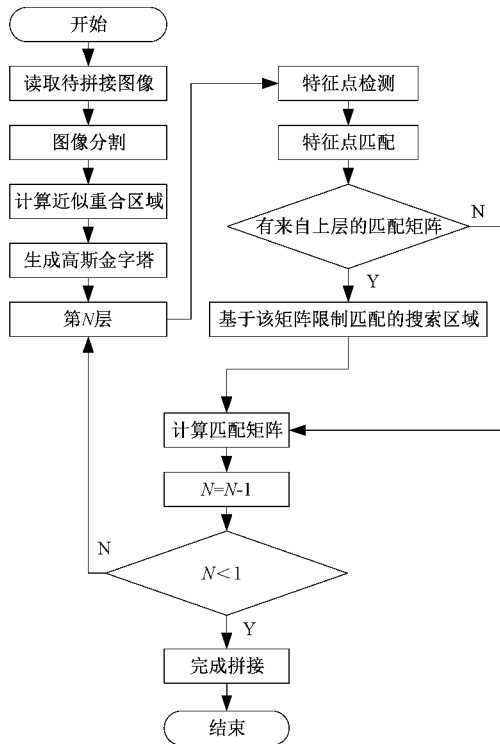 开始
读取待拼接图像
图像分割
计算近似重合区域
生成高斯金字塔
第N层
特征点检测
特征点匹配
有来自上层的匹配矩阵
N
Y
基于该矩阵限制匹配的搜索区域
计算匹配矩阵
N=N-1
N<1
N
Y
完成拼接
结束